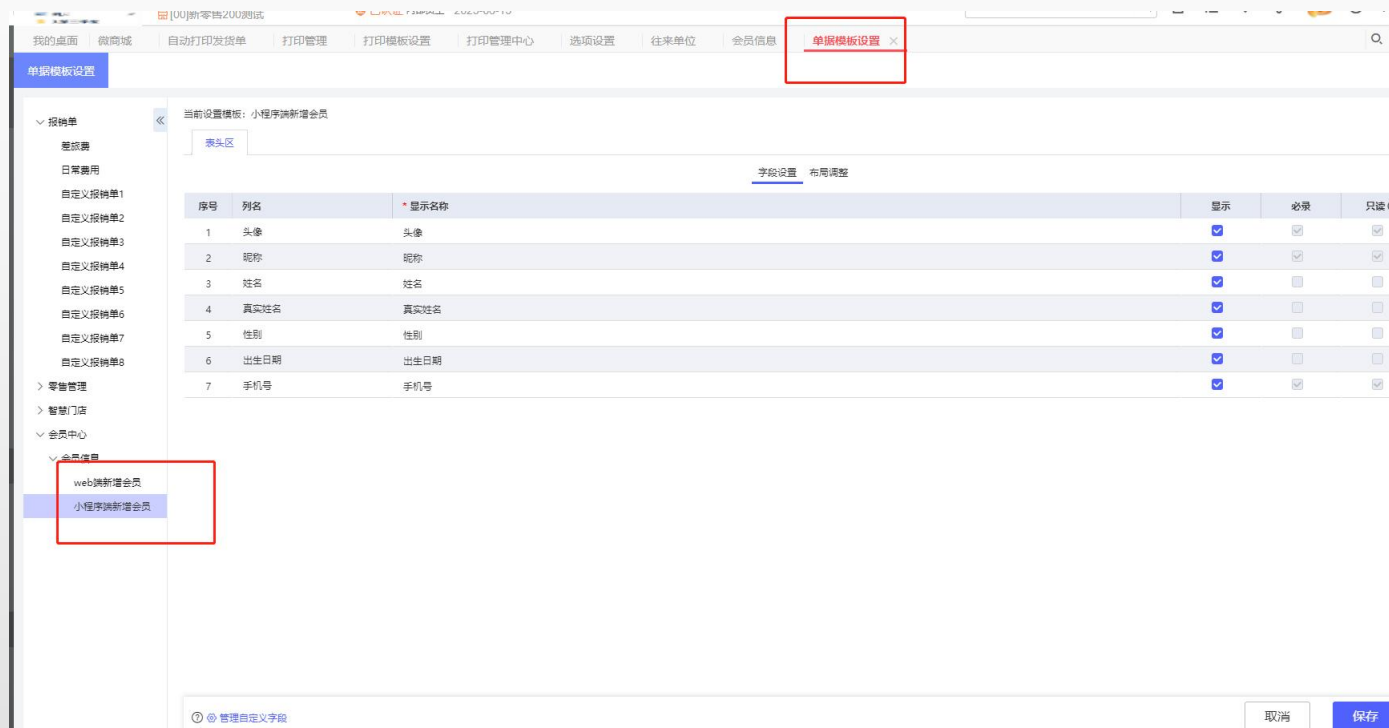 [00]新零售200测试
我的桌面 微商城 自动打印发货单 打印管理 打印模板设置 打印管理中心 选项设置 往来单位 会员信息 单据模板设置
单据模板设置
报销单
差旅费
日常费用
自定义报销单1
自定义报销单2
自定义报销单3
自定义报销单4
自定义报销单5
自定义报销单6
自定义报销单7
自定义报销单8
零售管理
智慧门店
会员中心
会员信息
web端新增会员
小程序端新增会员
当前设置模板：小程序端新增会员
表头区
字段设置 布局调整
序号 列名 * 显示名称 显示 必录 只读
1 头像 头像
2 昵称 昵称
3 姓名 姓名
4 真实姓名 真实姓名
5 性别 性别
6 出生日期 出生日期
7 手机号 手机号
管理自定义字段
取消 保存